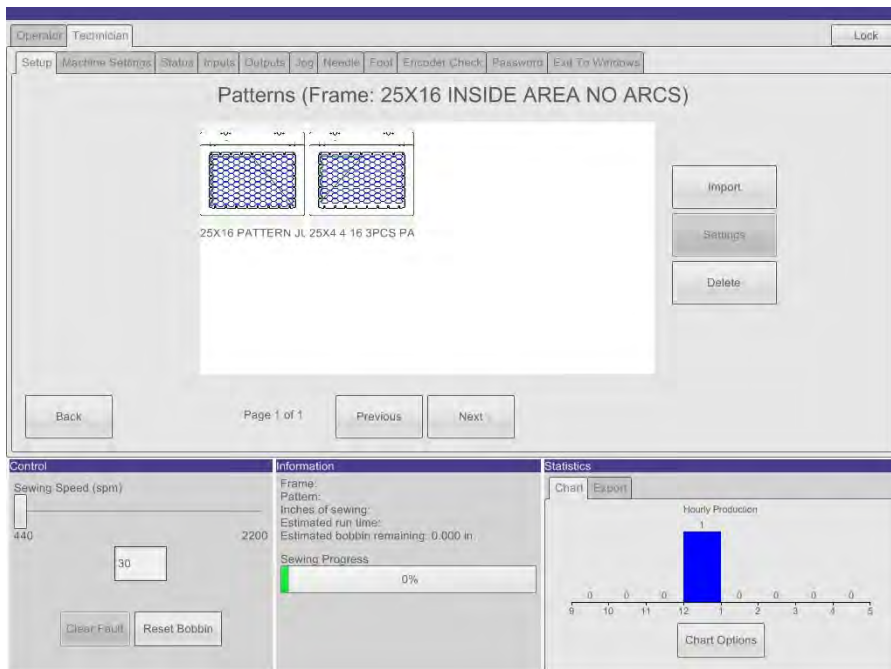 Operator Technician Lock
Setup Machine Settings Status Inputs Outputs Jog Needle Foot Encoder Check Password Exit To Windows
Patterns (Frame: 25X16 INSIDE AREA NO ARCS)
25X16 PATTERN JL 25X4 4 16 3PCS PA
Import
Settings
Delete
Back Page 1 of 1 Previous Next
Control
Sewing Speed (spm)
440 2200
30
Clear Fault Reset Bobbin
Information
Frame:
Pattern:
Inches of sewing:
Estimated run time:
Estimated bobbin remaining: 0.000 in
Sewing Progress
0%
Statistics
Chart Export
Hourly Production
1
0 0 0 0 0 0 0
9 10 11 12 1 2 3 4 5
Chart Options